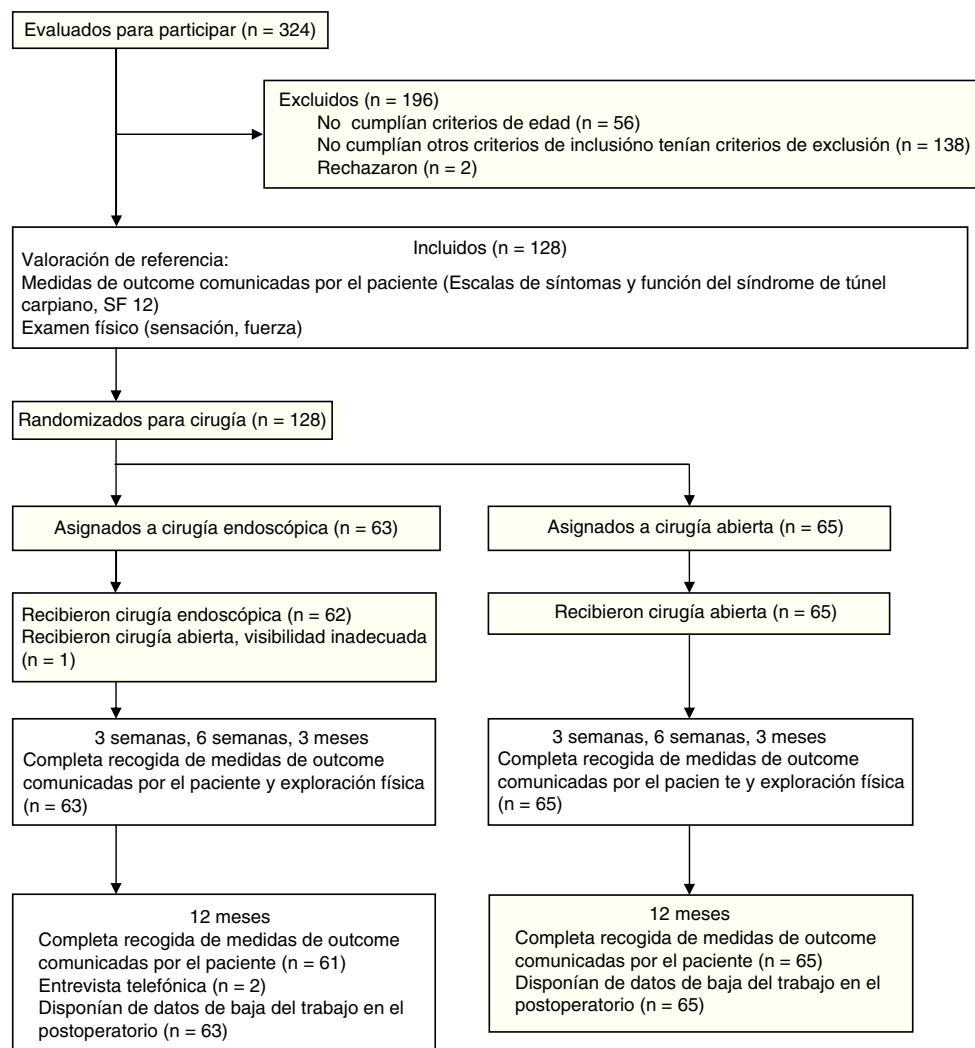 Evaluados para participar (n = 324)
Excluidos (n = 196)
No cumplían criterios de edad (n = 56)
No cumplían otros criterios de inclusióno tenían criterios de exclusión (n = 138)
Rechazaron (n = 2)
Incluidos (n = 128)
Valoración de referencia:
Medidas de outcome comunicadas por el paciente (Escalas de síntomas y función del síndrome de túnel
carpiano, SF 12)
Examen físico (sensación, fuerza)
Randomizados para cirugía (n = 128)
Asignados a cirugía endoscópica (n = 63)
Asignados a cirugía abierta (n = 65)
Recibieron cirugía endoscópica (n = 62)
Recibieron cirugía abierta, visibilidad inadecuada
(n = 1)
Recibieron cirugía abierta (n = 65)
3 semanas, 6 semanas, 3 meses
Completa recogida de medidas de outcome
comunicadas por el paciente y exploración física
(n = 63)
3 semanas, 6 semanas, 3 meses
Completa recogida de medidas de outcome
comunicadas por el pacien te y exploración física
(n = 65)
12 meses
Completa recogida de medidas de outcome
comunicadas por el paciente (n = 61)
Entrevista telefónica (n = 2)
Disponían de datos de baja del trabajo en el
postoperatorio (n = 63)
12 meses
Completa recogida de medidas de outcome
comunicadas por el paciente (n = 65)
Disponían de datos de baja del trabajo en el
postoperatorio (n = 65)